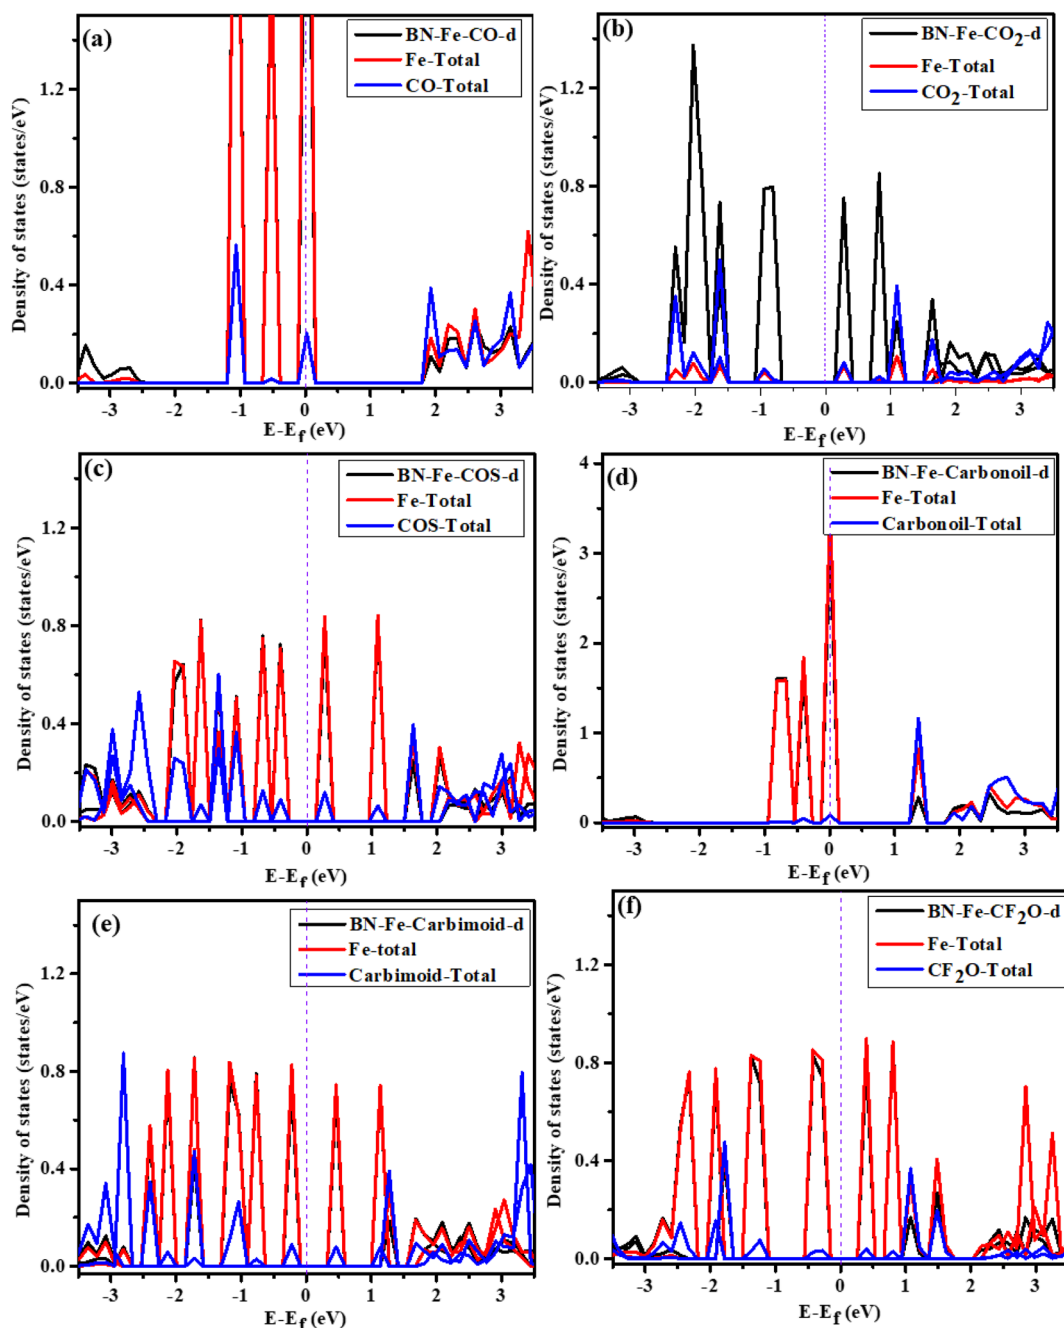 (a)
BN-Fe-CO-d
Fe-Total
CO-Total
Density of states (states/eV)
1.2
0.8
0.4
0.0
-3 -2 -1 0 1 2 3
E-Ef (eV)
(b)
BN-Fe-CO2-d
Fe-Total
CO2-Total
Density of states (states/eV)
1.2
0.8
0.4
0.0
-3 -2 -1 0 1 2 3
E-Ef (eV)
(c)
BN-Fe-COS-d
Fe-Total
COS-Total
Density of states (states/eV)
1.2
0.8
0.4
0.0
-3 -2 -1 0 1 2 3
E-Ef (eV)
(d)
BN-Fe-Carbonoil-d
Fe-Total
Carbonoil-Total
Density of states (states/eV)
4
3
2
1
0
-3 -2 -1 0 1 2 3
E-Ef (eV)
(e)
BN-Fe-Carbimoid-d
Fe-total
Carbimoid-Total
Density of states (states/eV)
1.2
0.8
0.4
0.0
-3 -2 -1 0 1 2 3
E-Ef (eV)
(f)
BN-Fe-CF2O-d
Fe-Total
CF2O-Total
Density of states (states/eV)
1.2
0.8
0.4
0.0
-3 -2 -1 0 1 2 3
E-Ef (eV)